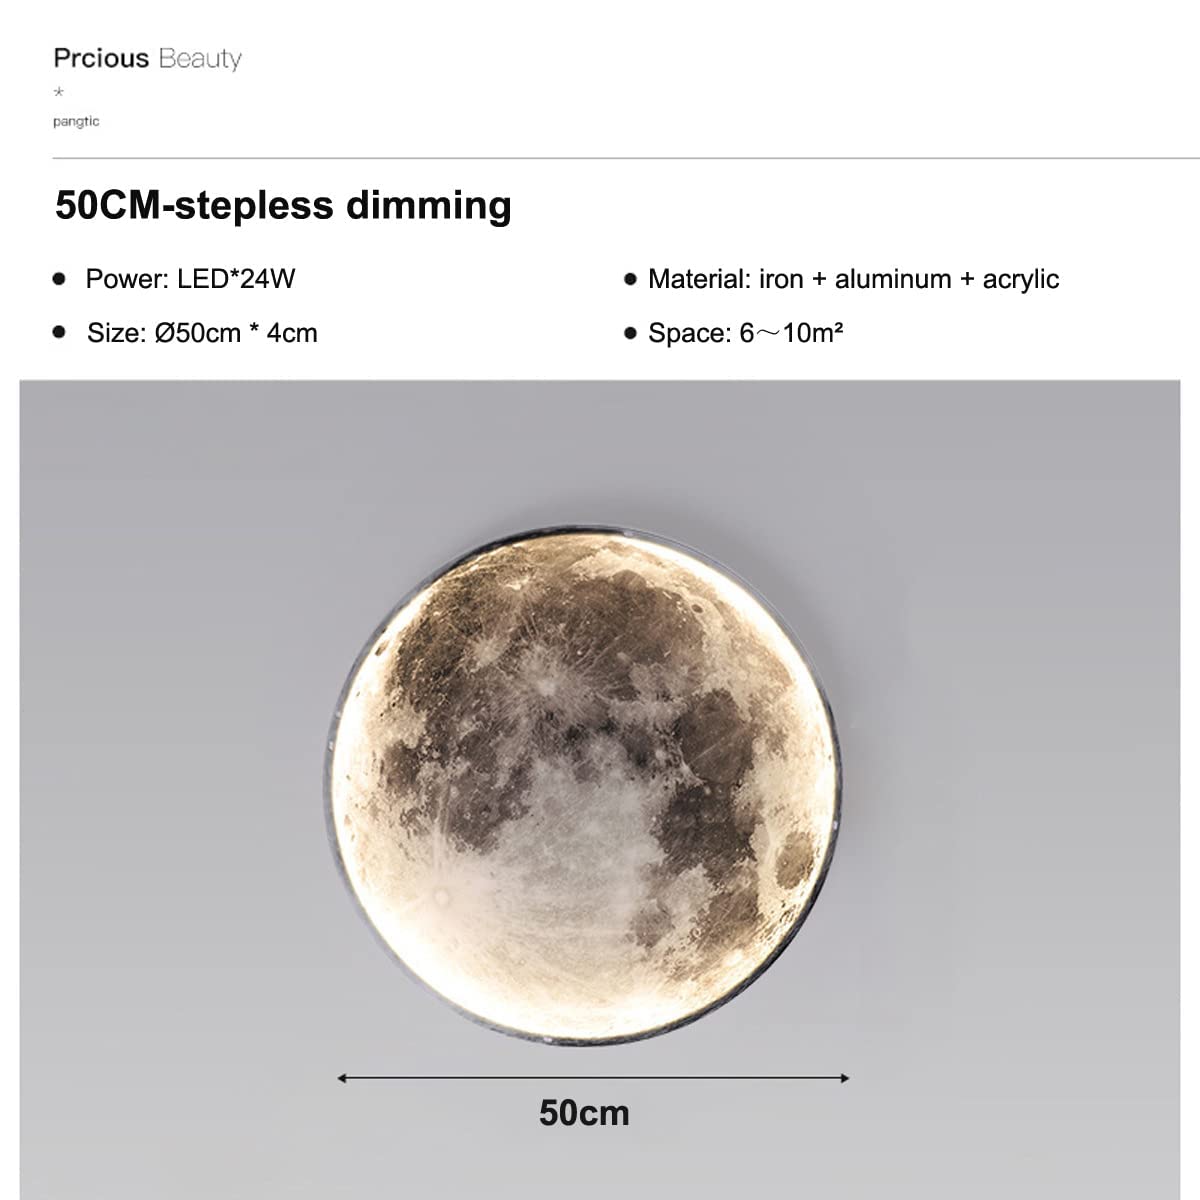 Prcious Beauty
*
pangtic
50CM-stepless dimming
● Power: LED*24W
● Material: iron + aluminum + acrylic
● Size: Ø50cm * 4cm
● Space: 6～10m²
50cm